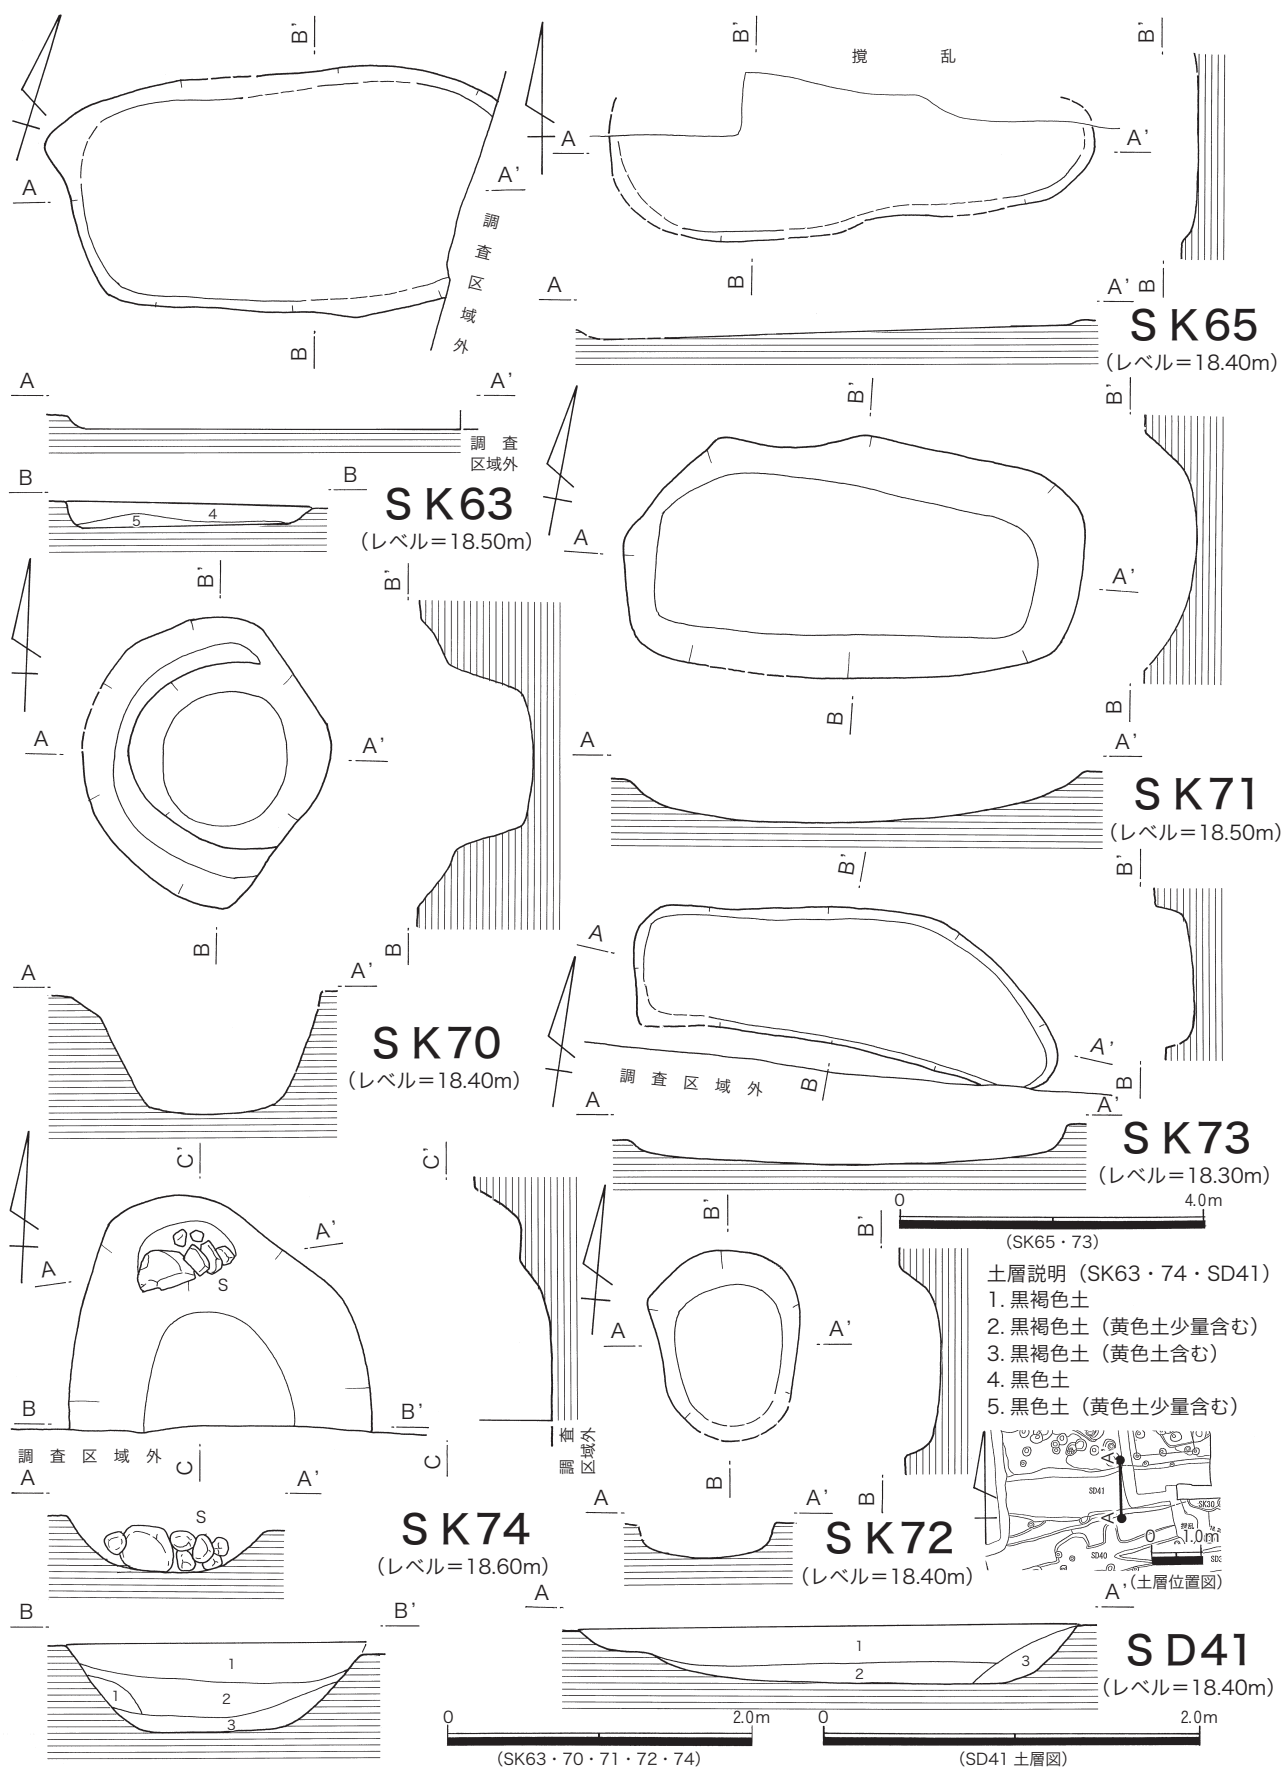 B'
A
A'
調査区域外
B
A
A'
調査
区域外
B
B
4
5
SK63
(レベル＝18.50m)
B'
B'
撹乱
A
A'
B
B
A
A'
SK65
(レベル＝18.40m)
B'
B'
A
A'
B
B
A
A'
SK71
(レベル＝18.50m)
B'
B'
A
A'
B
B
A
A'
SK70
(レベル＝18.40m)
B'
B'
A
A'
調査区域外
B
B
A
A'
SK73
(レベル＝18.30m)
0 4.0m
(SK65・73)
C'
C'
A
A'
S
B
B'
調査区域外
C
C
調査
区域外
A
A'
S
SK74
(レベル＝18.60m)
B
B'
1
1
2
3
B'
B'
A
A'
B
B
A
A'
SK72
(レベル＝18.40m)
土層説明（SK63・74・SD41）
1. 黒褐色土
2. 黒褐色土（黄色土少量含む）
3. 黒褐色土（黄色土含む）
4. 黒色土
5. 黒色土（黄色土少量含む）
A'
SD41
A
SK30
SD40
0 1.0m
(土層位置図)
A
A'
1
2
3
SD41
(レベル＝18.40m)
0 2.0m
(SK63・70・71・72・74)
0 2.0m
(SD41 土層図)